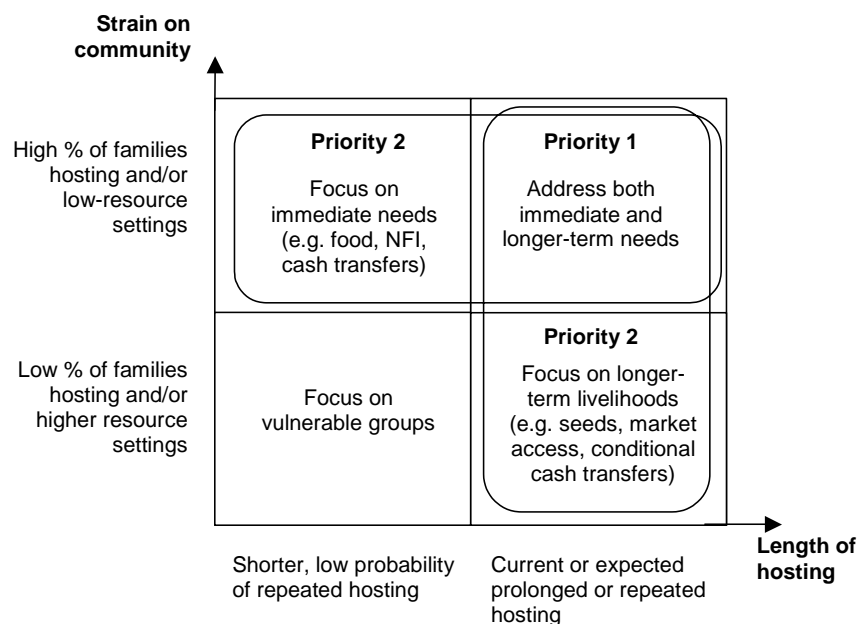 Strain on
community
High % of families
hosting and/or
low-resource
settings
Priority 2
Focus on
immediate needs
(e.g. food, NFI,
cash transfers)
Priority 1
Address both
immediate and
longer-term needs
Low % of families
hosting and/or
higher resource
settings
Focus on
vulnerable groups
Priority 2
Focus on longer-
term livelihoods
(e.g. seeds, market
access, conditional
cash transfers)
Length of
hosting
Shorter, low probability
of repeated hosting
Current or expected
prolonged or repeated
hosting